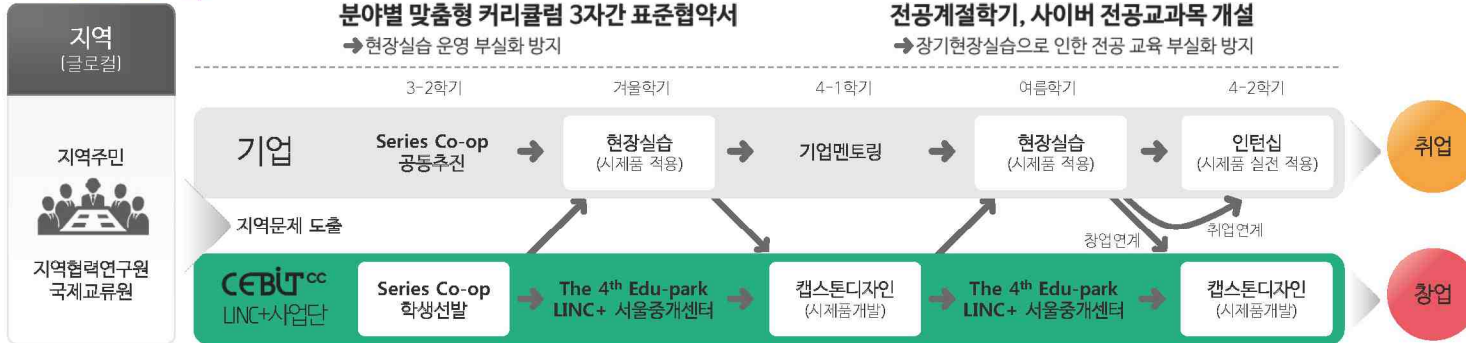 지역
(글로컬)
지역주민
지역협력연구원
국제교류원
분야별 맞춤형 커리큘럼 3자간 표준협약서
➔현장실습 운영 부실화 방지
전공계절학기, 사이버 전공교과목 개설
➔장기현장실습으로 인한 전공 교육 부실화 방지
3-2학기
겨울학기
4-1학기
여름학기
4-2학기
기업
Series Co-op
공동추진
현장실습
(시제품 적용)
기업멘토링
현장실습
(시제품 적용)
인턴십
(시제품 실전 적용)
취업
지역문제 도출
창업연계
취업연계
CEBIT CC
LINC+사업단
Series Co-op
학생선발
The 4th Edu-park
LINC+ 서울중개센터
캡스톤디자인
(시제품개발)
The 4th Edu-park
LINC+ 서울중개센터
캡스톤디자인
(시제품개발)
창업